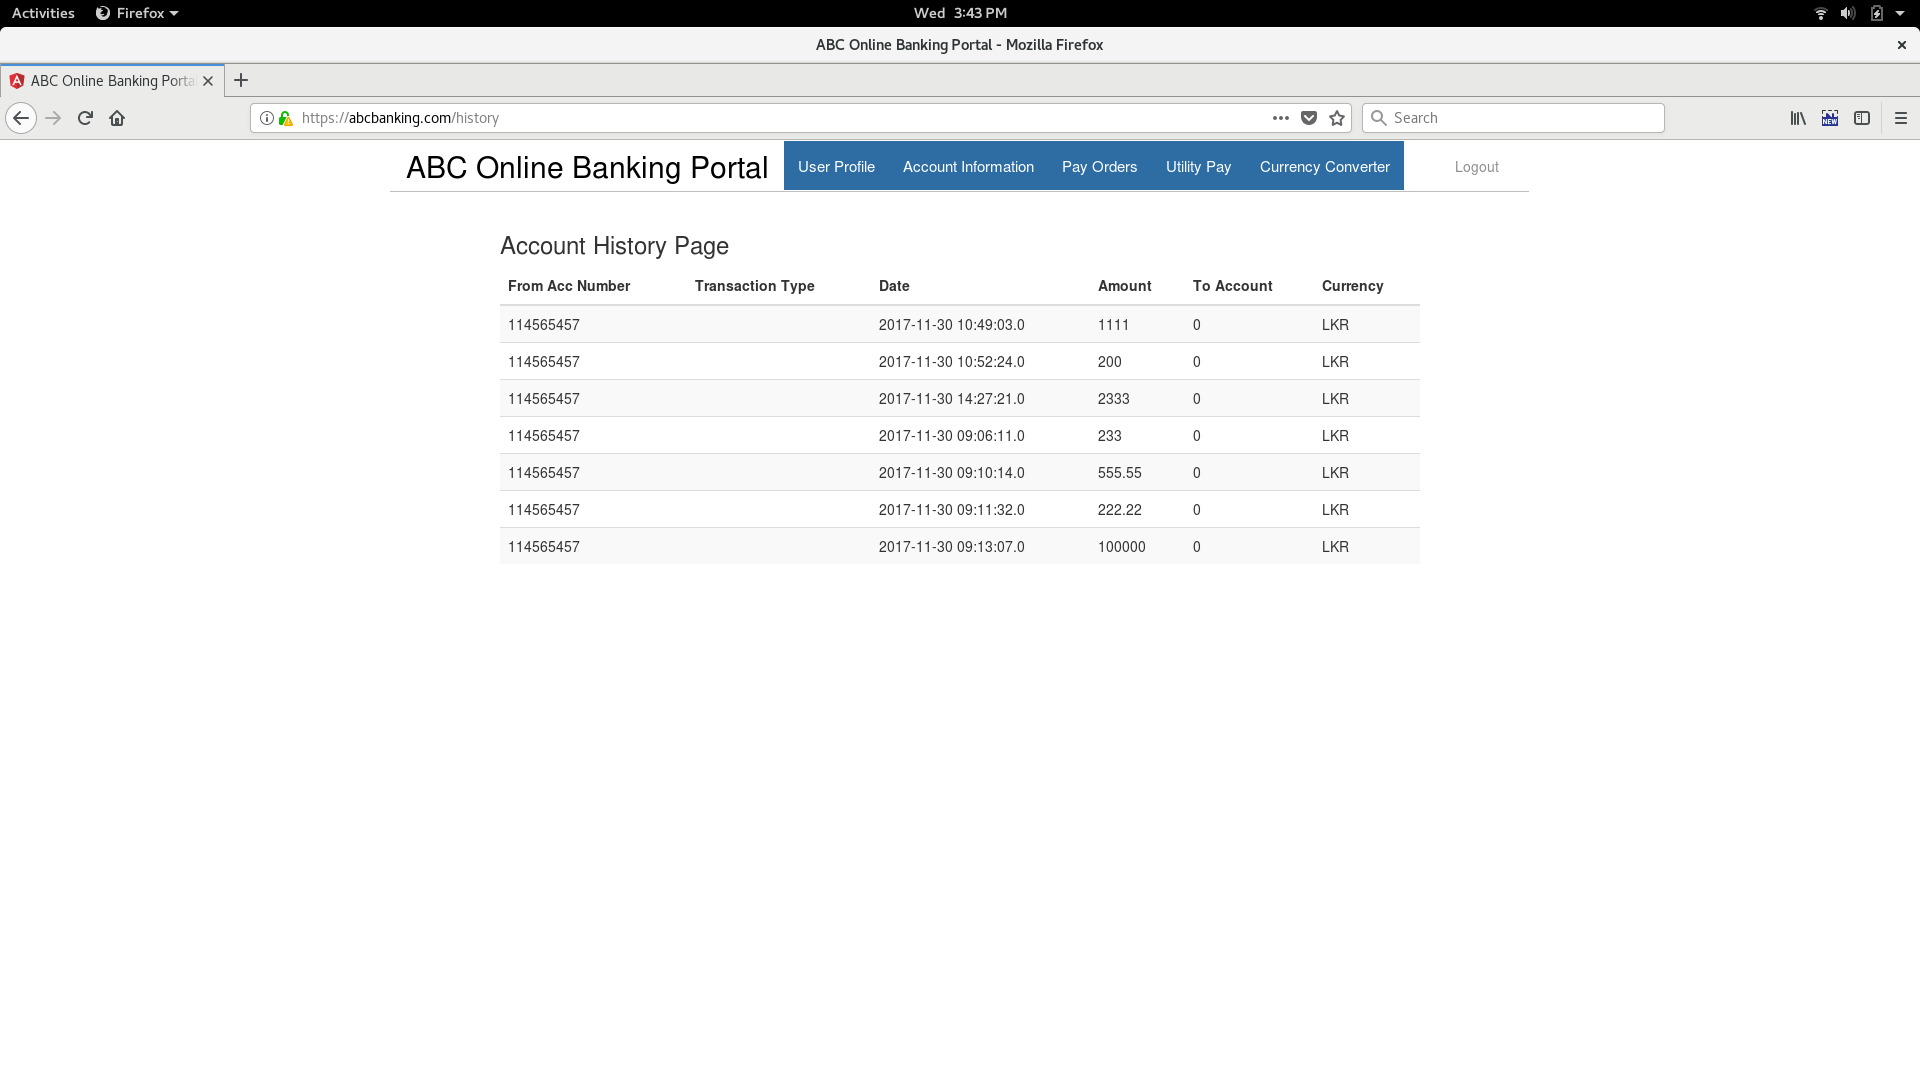 Activities Firefox Wed 3:43 PM
ABC Online Banking Portal - Mozilla Firefox
ABC Online Banking Porta
https://abcbanking.com/history Search NEW
ABC Online Banking Portal User Profile Account Information Pay Orders Utility Pay Currency Converter Logout
Account History Page
From Acc Number Transaction Type Date Amount To Account Currency
114565457 2017-11-30 10:49:03.0 1111 0 LKR
114565457 2017-11-30 10:52:24.0 200 0 LKR
114565457 2017-11-30 14:27:21.0 2333 0 LKR
114565457 2017-11-30 09:06:11.0 233 0 LKR
114565457 2017-11-30 09:10:14.0 555.55 0 LKR
114565457 2017-11-30 09:11:32.0 222.22 0 LKR
114565457 2017-11-30 09:13:07.0 100000 0 LKR